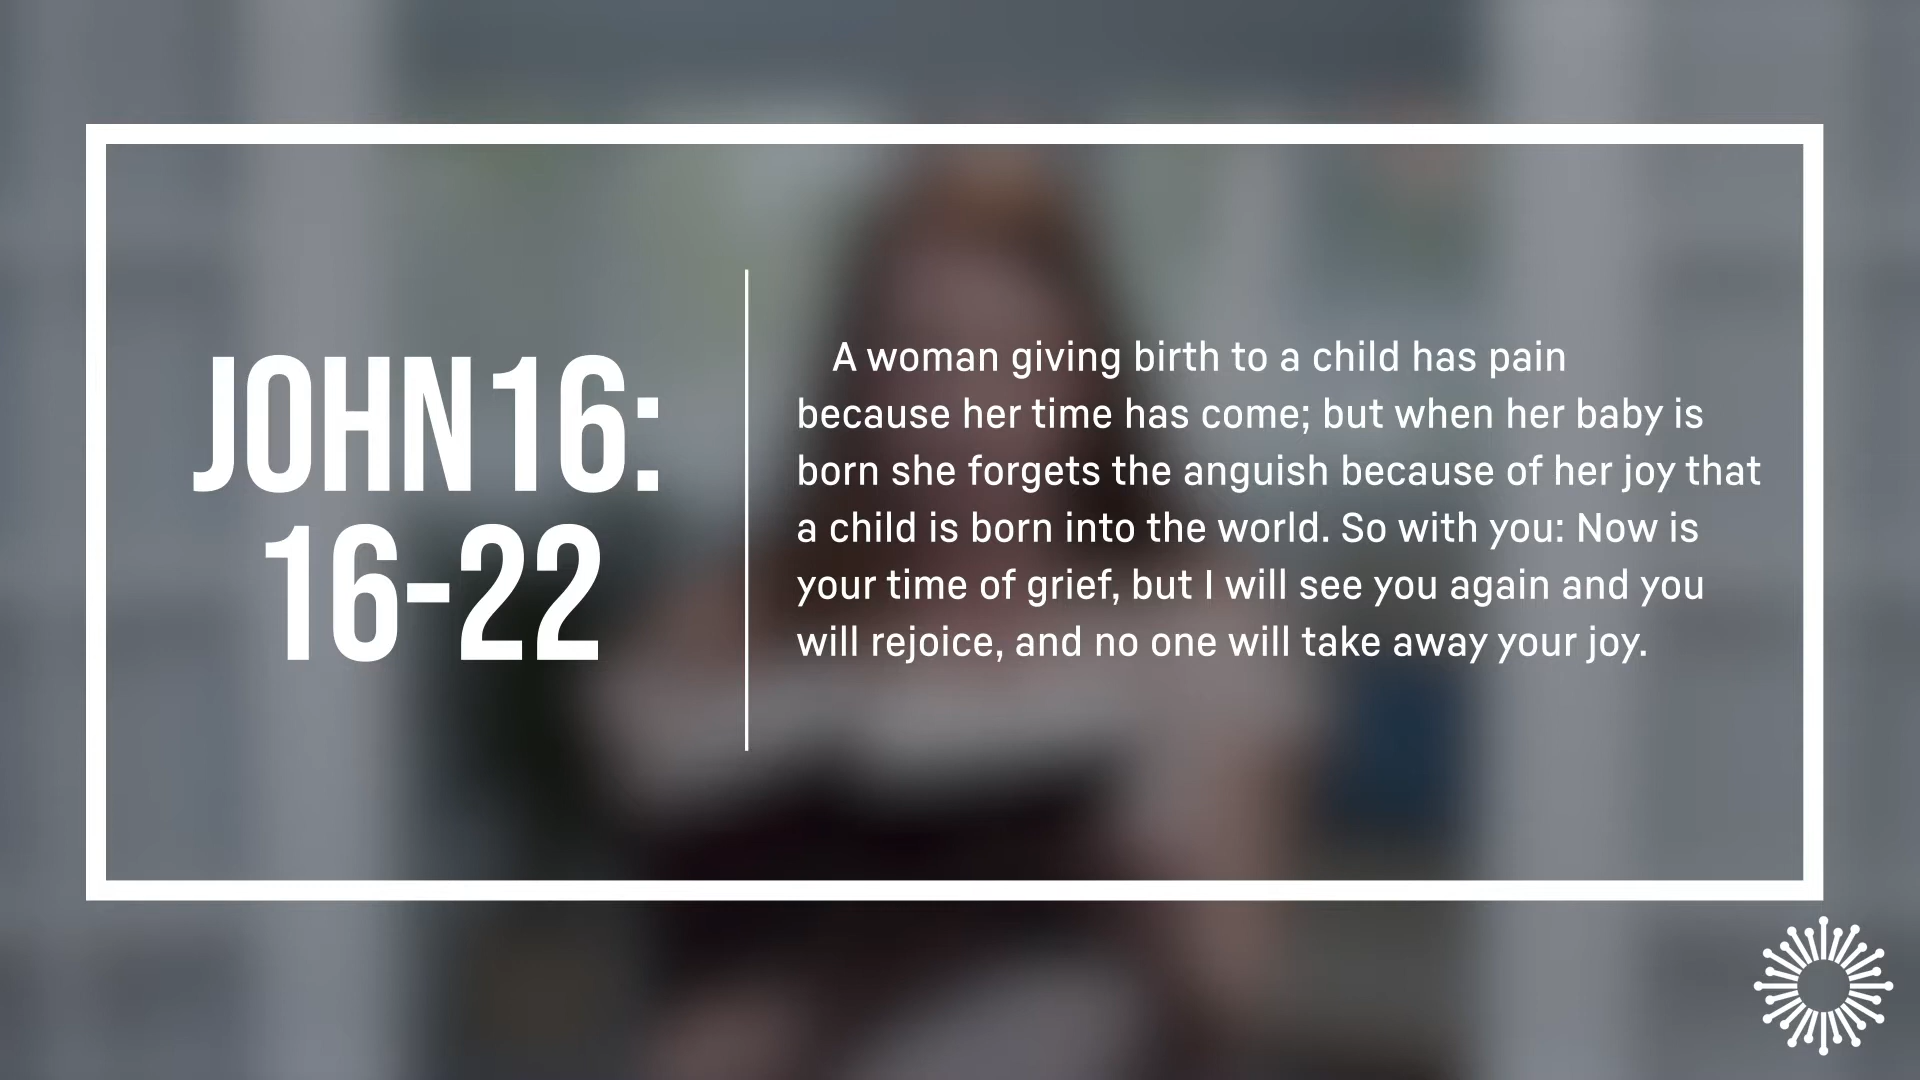 JOHN 16:
16-22
A woman giving birth to a child has pain
because her time has come; but when her baby is
born she forgets the anguish because of her joy that
a child is born into the world. So with you: Now is
your time of grief, but I will see you again and you
will rejoice, and no one will take away your joy.